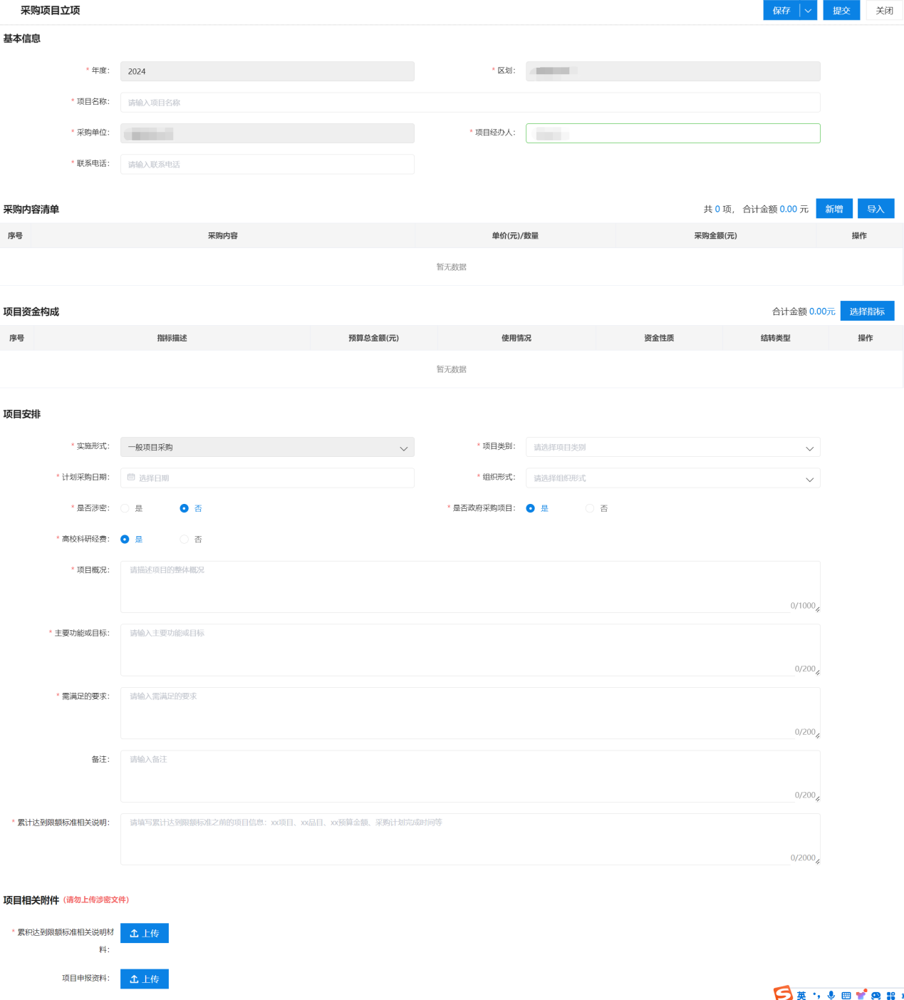 采购项目立项 保存 提交 关闭
基本信息
* 年度： 2024 * 区划：
* 项目名称： 请输入项目名称
* 采购单位： * 项目经办人：
* 联系电话： 请输入联系电话
采购内容清单 共 0 项， 合计金额 0.00 元 新增 导入
序号 采购内容 单价(元)/数量 采购金额(元) 操作
暂无数据
项目资金构成 合计金额 0.00元 选择指标
序号 指标描述 预算总金额(元) 使用情况 资金性质 结转类型 操作
暂无数据
项目安排
* 实施形式： 一般项目采购 * 项目类别： 请选择项目类别
* 计划采购日期： 选择日期 * 组织形式： 请选择组织形式
* 是否涉密： 是 否 * 是否政府采购项目： 是 否
* 高校科研经费： 是 否
* 项目概况： 请描述项目的整体概况
0/1000
* 主要功能或目标： 请输入主要功能或目标
0/200
* 需满足的要求： 请输入需满足的要求
0/200
备注： 请输入备注
0/200
* 累计达到限额标准相关说明： 请填写累计达到限额标准之前的项目信息：xx项目、xx品目、xx预算金额、采购计划完成时间等
0/2000
项目相关附件（请勿上传涉密文件）
* 累积达到限额标准相关说明材 上传
料：
项目申报资料： 上传
英